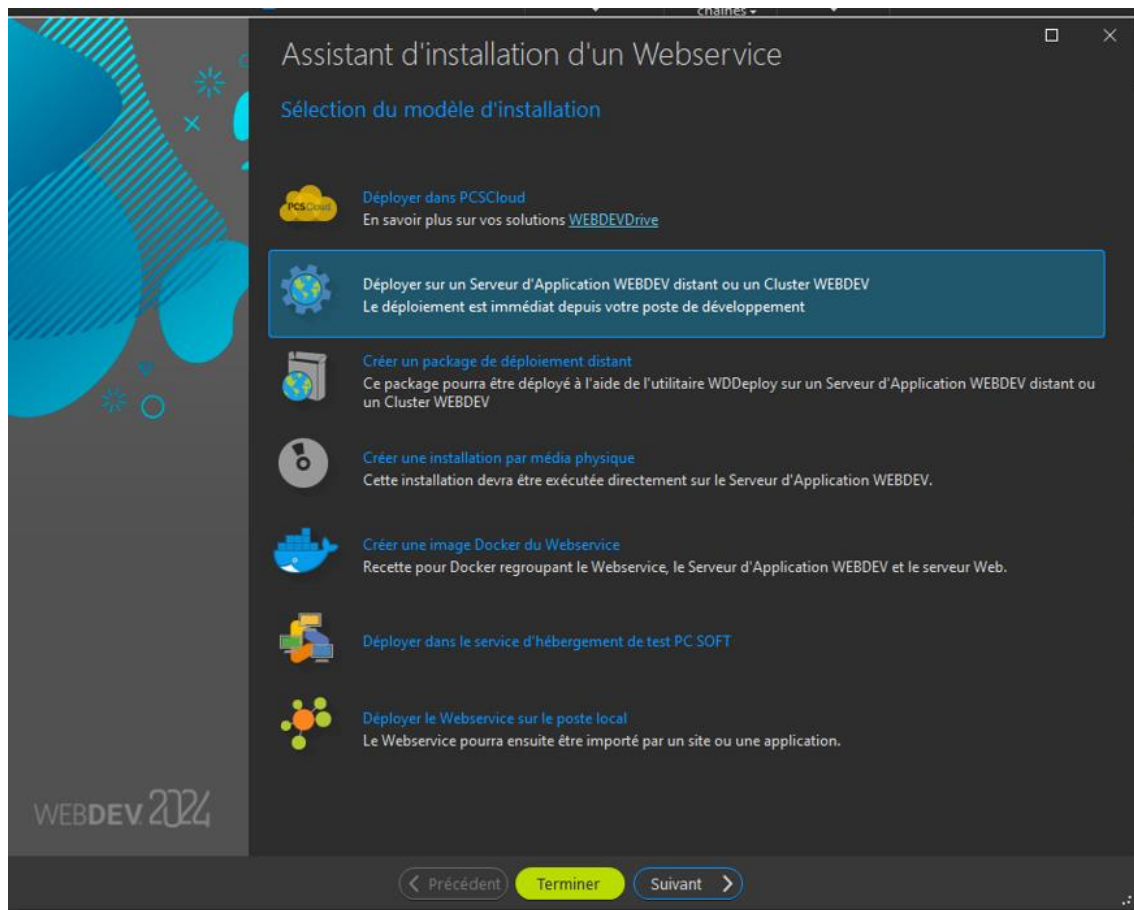 chaînes
Assistant d'installation d'un Webservice
Sélection du modèle d'installation
PCSCloud
Déployer dans PCSCloud
En savoir plus sur vos solutions WEBDEVDrive
Déployer sur un Serveur d'Application WEBDEV distant ou un Cluster WEBDEV
Le déploiement est immédiat depuis votre poste de développement
Créer un package de déploiement distant
Ce package pourra être déployé à l'aide de l'utilitaire WDDeploy sur un Serveur d'Application WEBDEV distant ou
un Cluster WEBDEV
Créer une installation par média physique
Cette installation devra être exécutée directement sur le Serveur d'Application WEBDEV.
Créer une image Docker du Webservice
Recette pour Docker regroupant le Webservice, le Serveur d'Application WEBDEV et le serveur Web.
Déployer dans le service d'hébergement de test PC SOFT
Déployer le Webservice sur le poste local
Le Webservice pourra ensuite être importé par un site ou une application.
WEBDEV 2024
Précédent Terminer Suivant